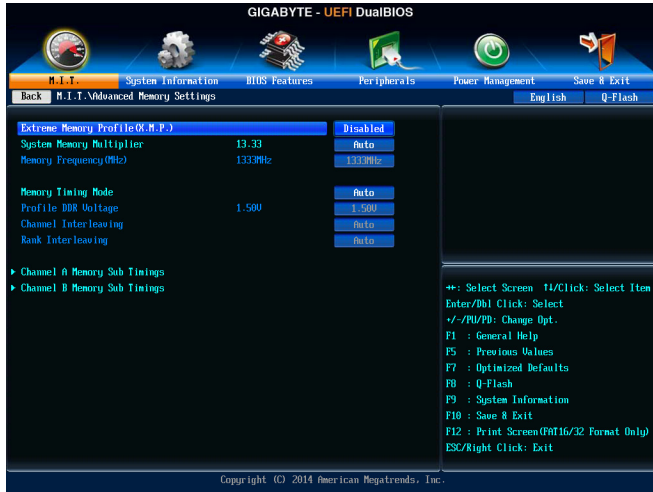 GIGABYTE - UEFI DualBIOS
M.I.T. System Information BIOS Features Peripherals Power Management Save & Exit
Back M.I.T.\Advanced Memory Settings English Q-Flash
Extreme Memory Profile(X.M.P.) Disabled
System Memory Multiplier 13.33 Auto
Memory Frequency(MHz) 1333MHz 1333MHz
Memory Timing Mode Auto
Profile DDR Voltage 1.50V 1.50V
Channel Interleaving Auto
Rank Interleaving Auto
Channel A Memory Sub Timings
Channel B Memory Sub Timings
→←: Select Screen ↑↓/Click: Select Item
Enter/Dbl Click: Select
+/-/PU/PD: Change Opt.
F1 : General Help
F5 : Previous Values
F7 : Optimized Defaults
F8 : Q-Flash
F9 : System Information
F10 : Save & Exit
F12 : Print Screen(FAT16/32 Format Only)
ESC/Right Click: Exit
Copyright (C) 2014 American Megatrends, Inc.